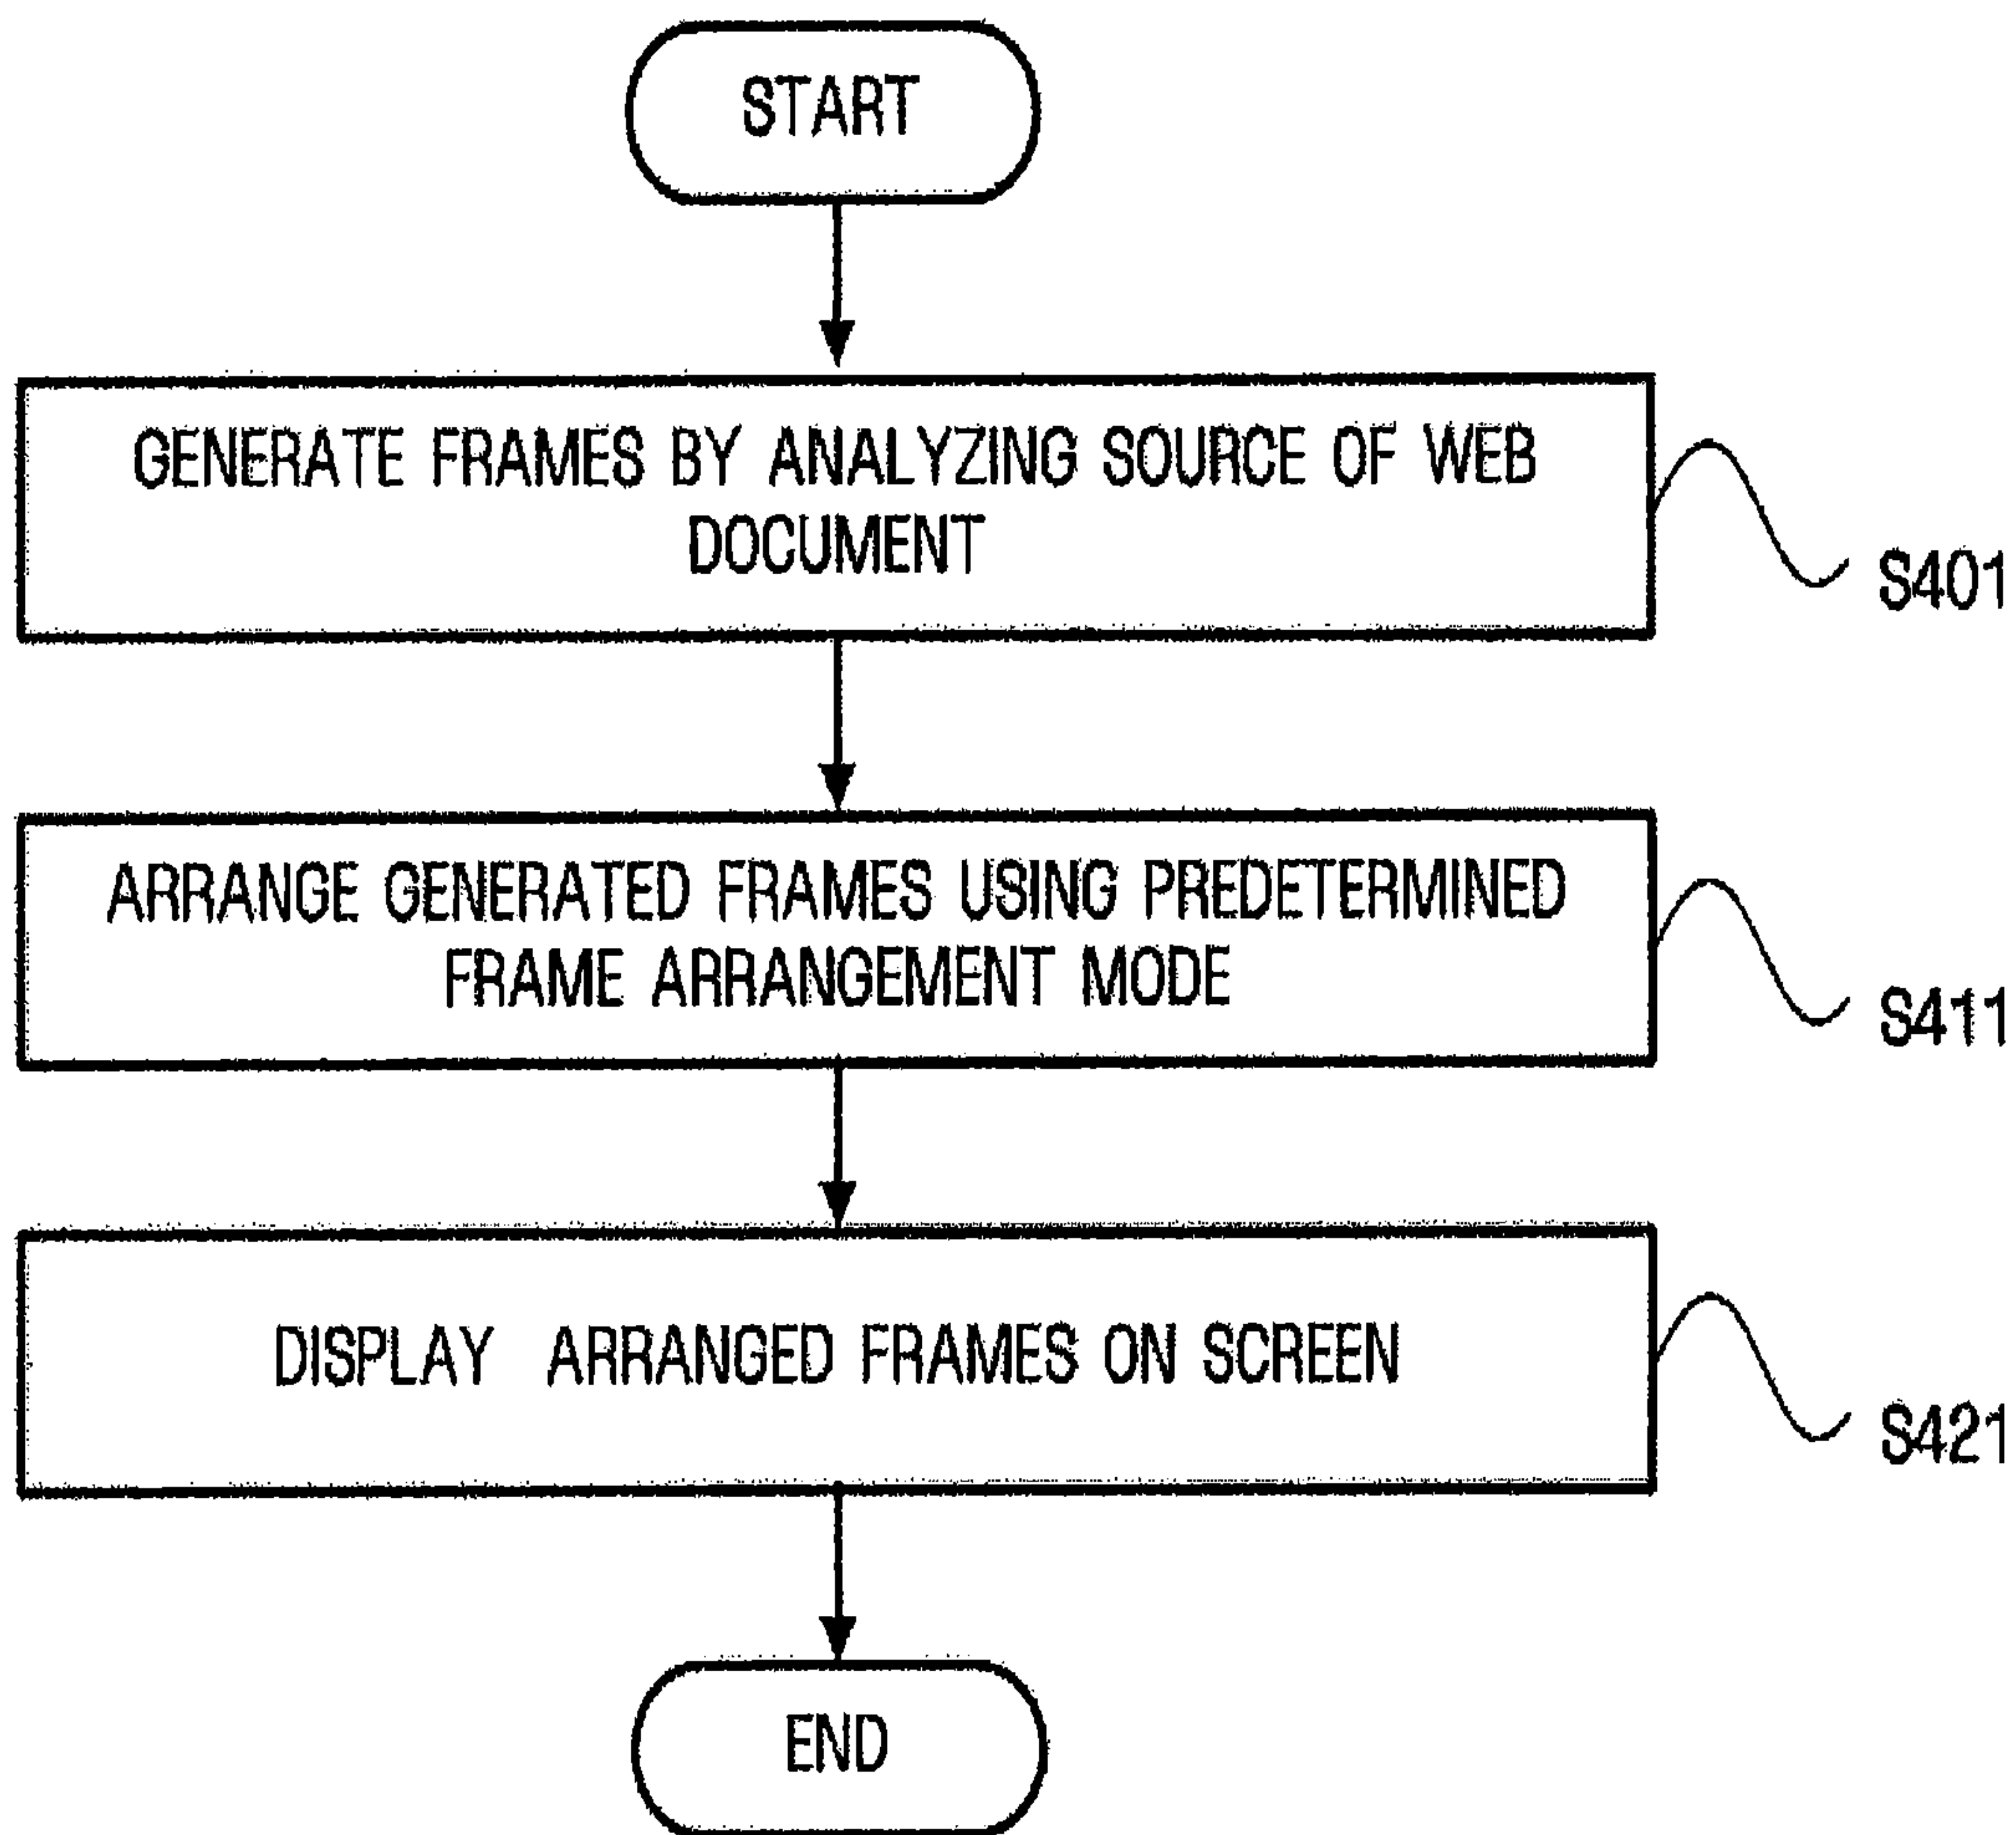 START
GENERATE FRAMES BY ANALYZING SOURCE OF WEB
DOCUMENT
S401
ARRANGE GENERATED FRAMES USING PREDETERMINED
FRAME ARRANGEMENT MODE
S411
DISPLAY ARRANGED FRAMES ON SCREEN
S421
END